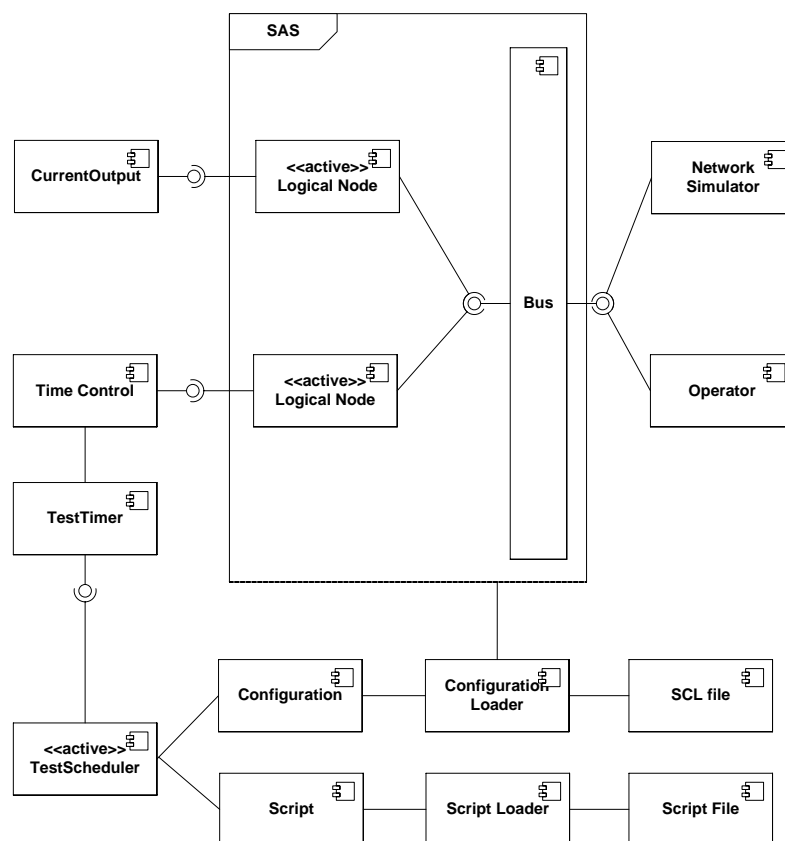 SAS
CurrentOutput
<<active>>
Logical Node
Network
Simulator
Bus
Time Control
<<active>>
Logical Node
Operator
TestTimer
Configuration
Configuration
Loader
SCL file
<<active>>
TestScheduler
Script
Script Loader
Script File